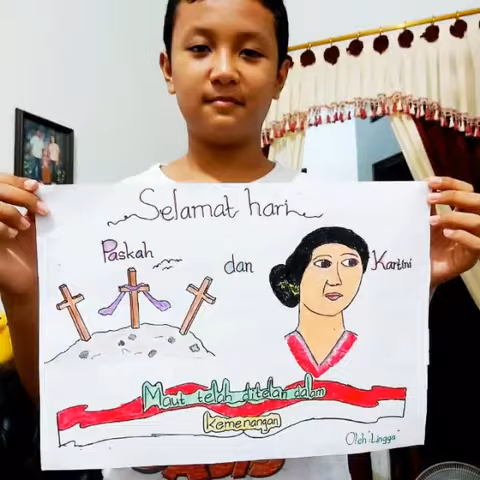 Selamat hari
Paskah dan Kartini
Maut telah ditelan dalam
Kemenangan
Oleh "Lingga"